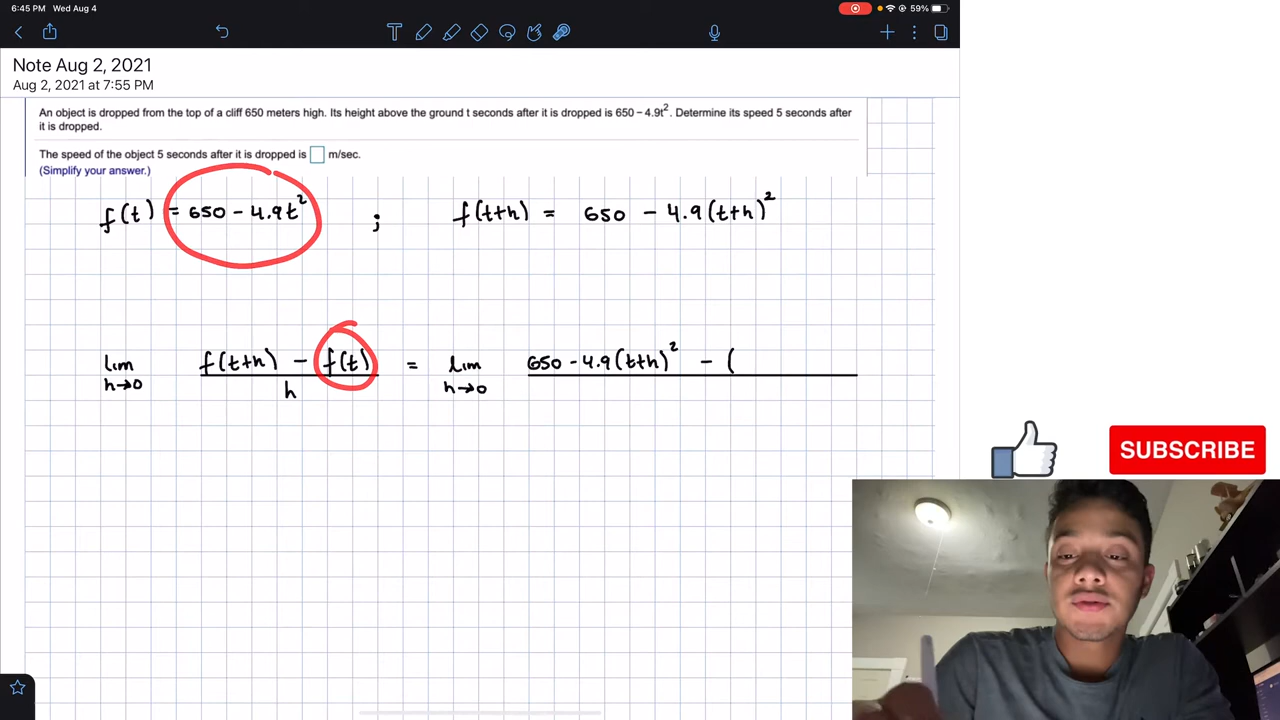 6:45 PM Wed Aug 4
59%
Note Aug 2, 2021
Aug 2, 2021 at 7:55 PM
An object is dropped from the top of a cliff 650 meters high. Its height above the ground t seconds after it is dropped is 650 − 4.9t². Determine its speed 5 seconds after
it is dropped.
The speed of the object 5 seconds after it is dropped is m/sec.
(Simplify your answer.)
f(t) = 650 − 4.9t² ; f(t+h) = 650 − 4.9(t+h)²
lim h→0 f(t+h) − f(t) / h = lim h→0 650 − 4.9(t+h)² − (
SUBSCRIBE